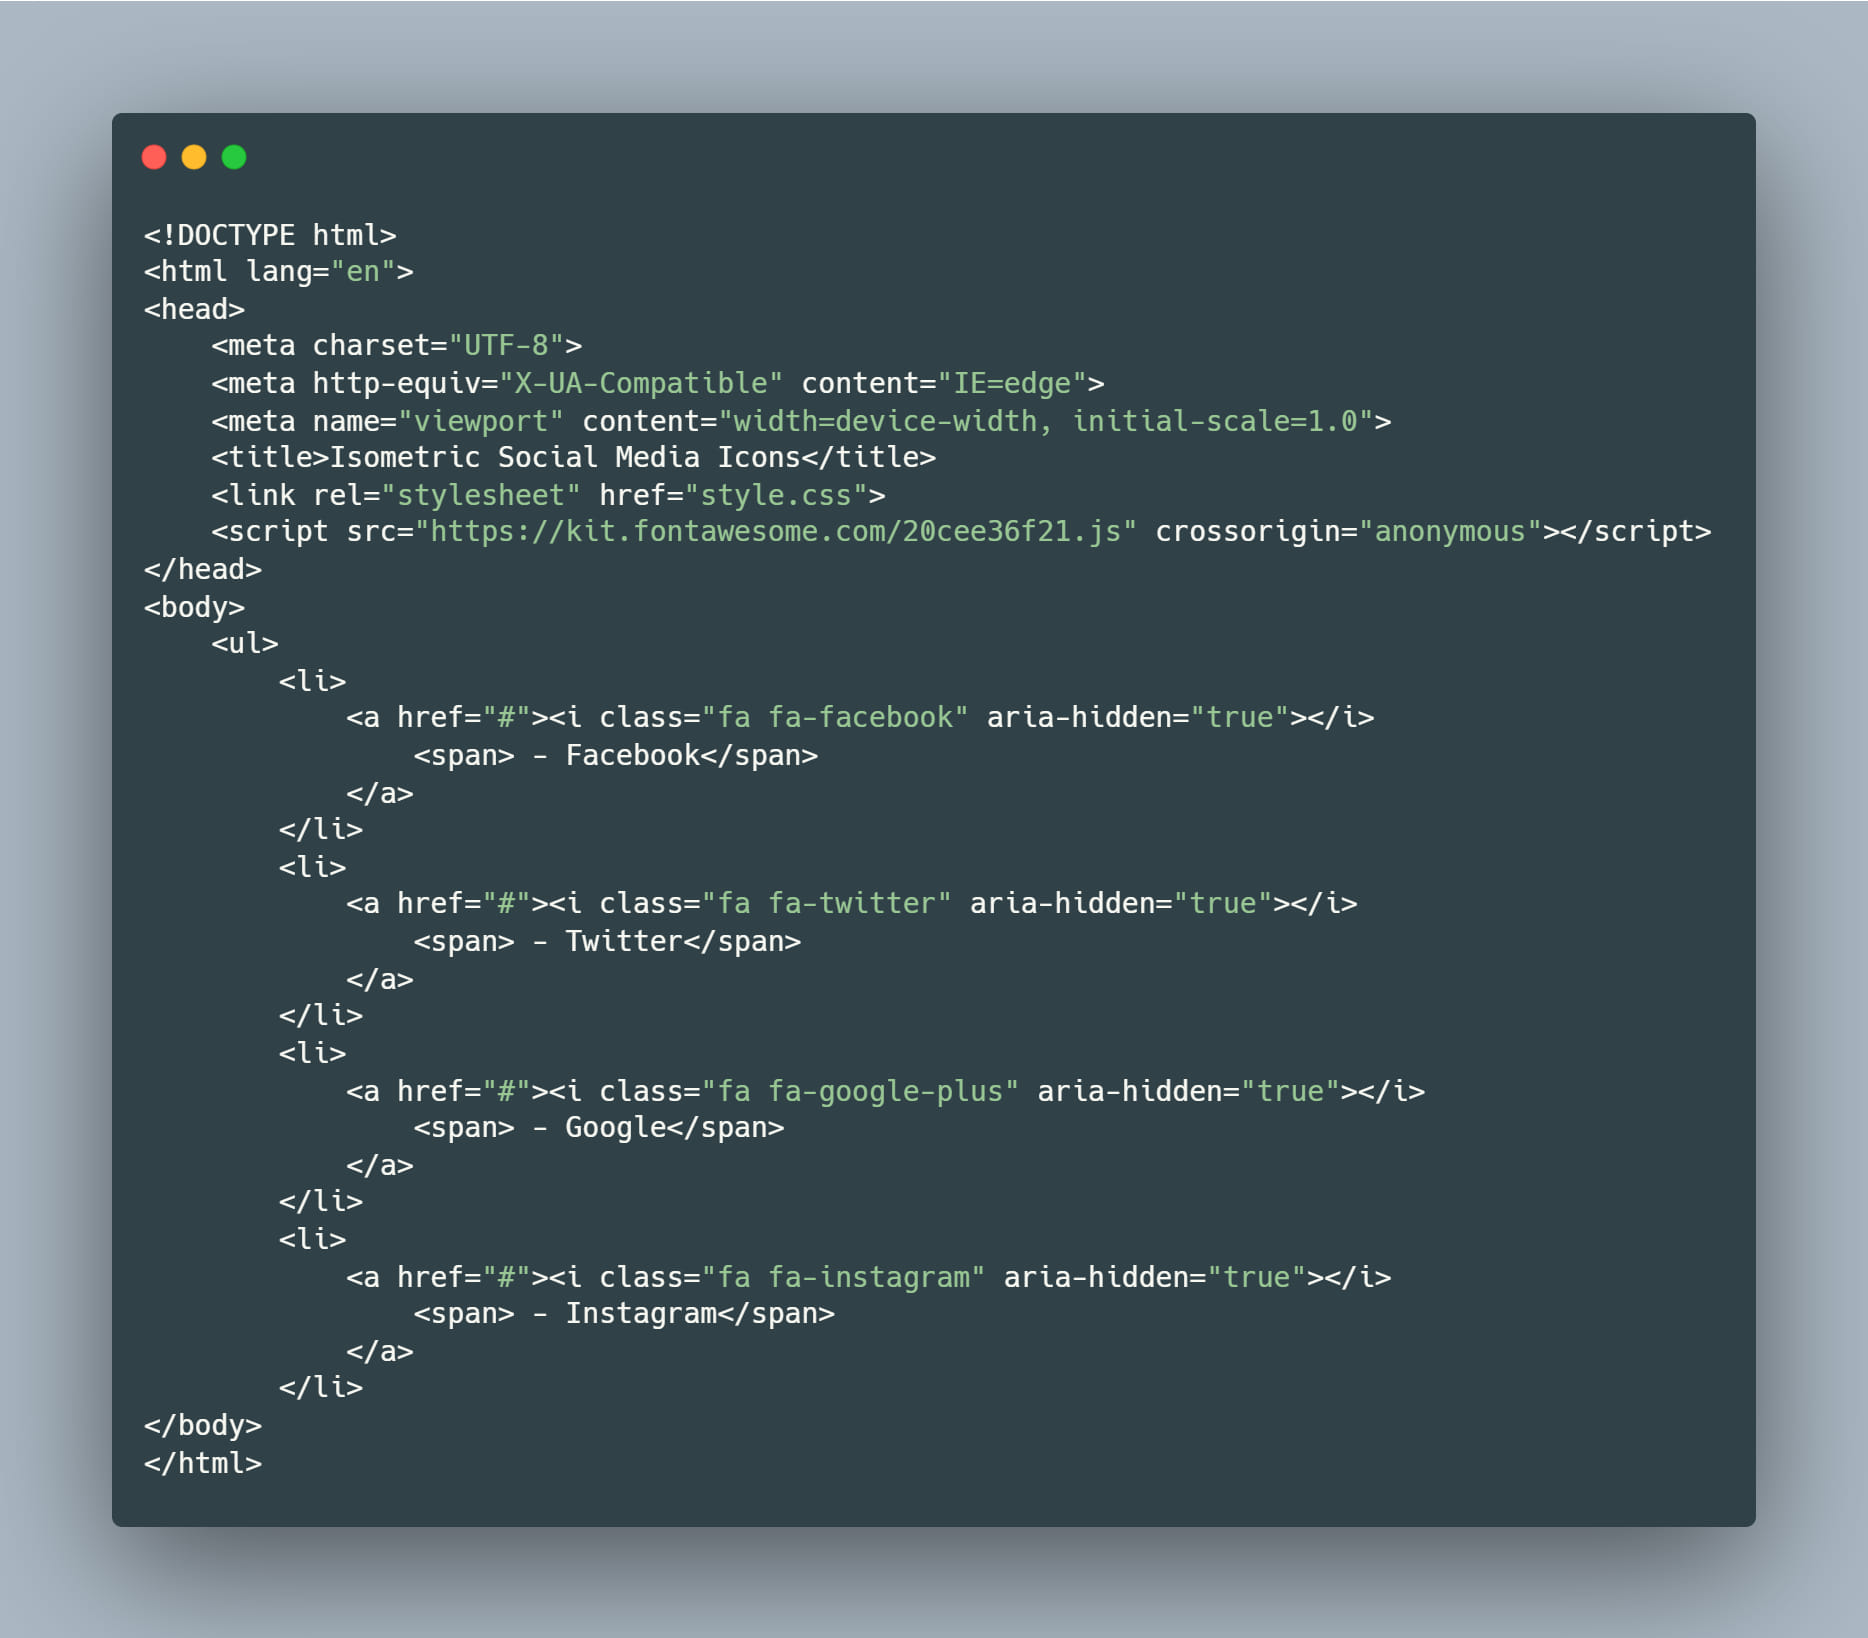 <!DOCTYPE html>
<html lang="en">
<head>
    <meta charset="UTF-8">
    <meta http-equiv="X-UA-Compatible" content="IE=edge">
    <meta name="viewport" content="width=device-width, initial-scale=1.0">
    <title>Isometric Social Media Icons</title>
    <link rel="stylesheet" href="style.css">
    <script src="https://kit.fontawesome.com/20cee36f21.js" crossorigin="anonymous"></script>
</head>
<body>
    <ul>
        <li>
            <a href="#"><i class="fa fa-facebook" aria-hidden="true"></i>
                <span> - Facebook</span>
            </a>
        </li>
        <li>
            <a href="#"><i class="fa fa-twitter" aria-hidden="true"></i>
                <span> - Twitter</span>
            </a>
        </li>
        <li>
            <a href="#"><i class="fa fa-google-plus" aria-hidden="true"></i>
                <span> - Google</span>
            </a>
        </li>
        <li>
            <a href="#"><i class="fa fa-instagram" aria-hidden="true"></i>
                <span> - Instagram</span>
            </a>
        </li>
</body>
</html>